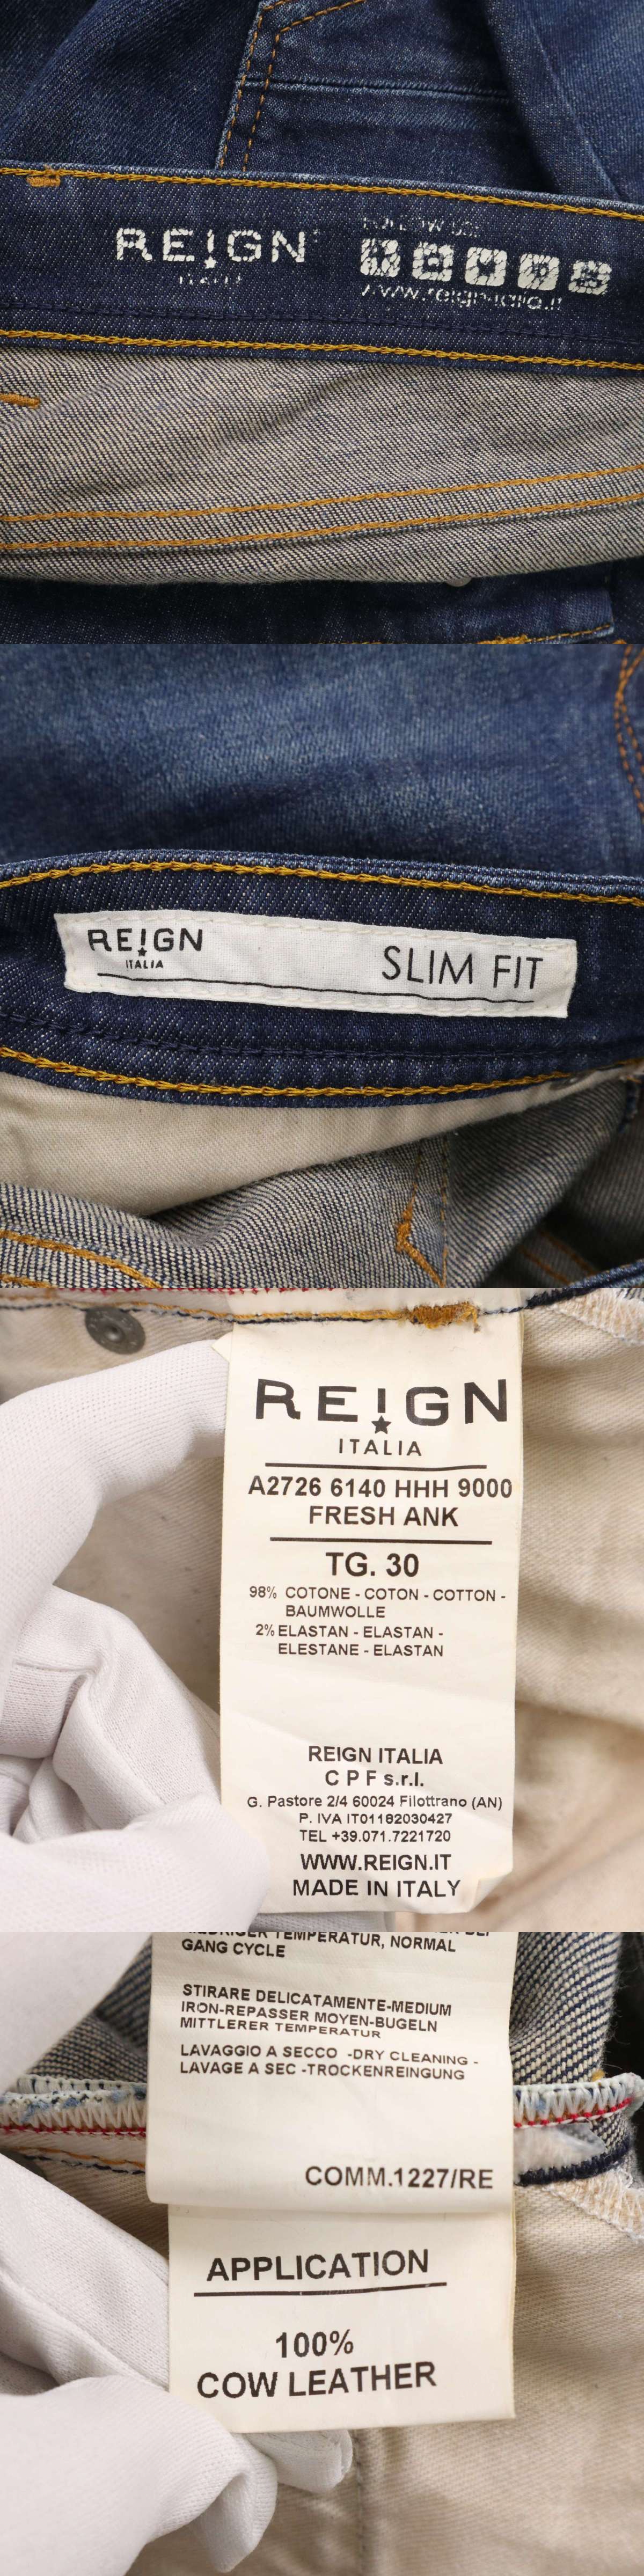 REIGN
ITALIA
FOLLOW US:
www.reignitalia.it
REIGN
ITALIA
SLIM FIT
REIGN
ITALIA
A2726 6140 HHH 9000
FRESH ANK
TG. 30
98% COTONE - COTON - COTTON -
BAUMWOLLE
2% ELASTAN - ELASTAN -
ELESTANE - ELASTAN
REIGN ITALIA
C P F s.r.l.
G. Pastore 2/4 60024 Filottrano (AN)
P. IVA IT01182030427
TEL +39.071.7221720
WWW.REIGN.IT
MADE IN ITALY
TEMPERATUR, NORMAL
GANG CYCLE
STIRARE DELICATAMENTE-MEDIUM
IRON-REPASSER MOYEN-BUGELN
MITTLERER TEMPERATUR
LAVAGGIO A SECCO -DRY CLEANING -
LAVAGE A SEC -TROCKENREINGUNG
COMM.1227/RE
APPLICATION
100%
COW LEATHER